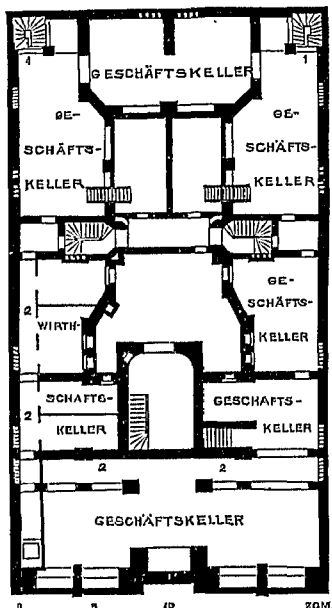 1
1
GESCHÄFTSKELLER
GE-
SCHÄFTS-
KELLER
GE-
SCHÄFTS-
KELLER
2
WIRTH-
GE-
SCHÄFTS-
KELLER
2
SCHAFTS-
KELLER
GESCHAFTS-
KELLER
2
2
GESCHÄFTSKELLER
0
5
10
20M